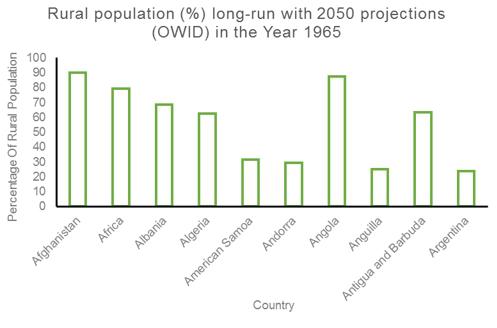 Rural population (%) long-run with 2050 projections
(OWID) in the Year 1965
Percentage Of Rural Population
100
90
80
70
60
50
40
30
20
10
0
Afghanistan
Africa
Albania
Algeria
American Samoa
Andorra
Angola
Anguilla
Antigua and Barbuda
Argentina
Country